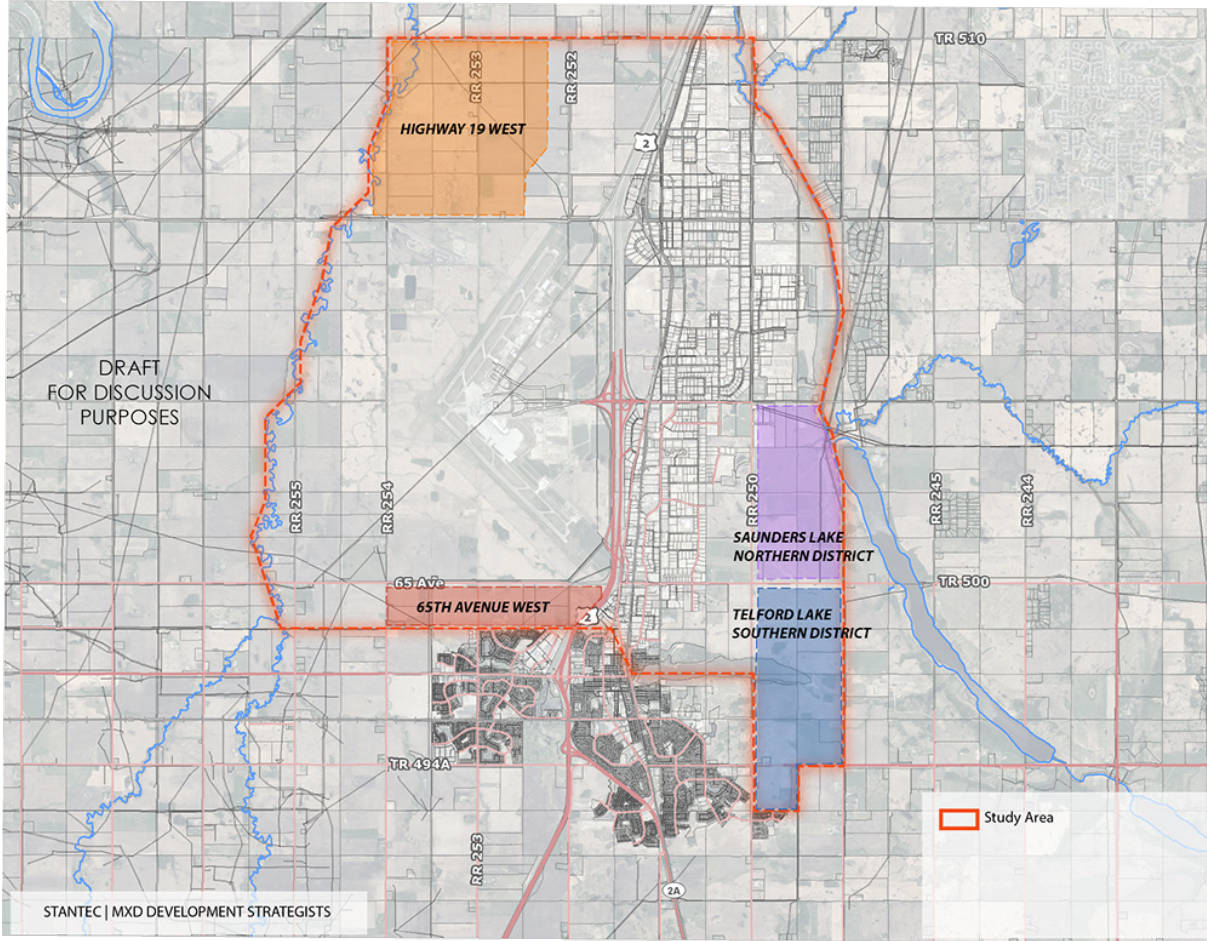 TR 510
RR 253
RR 252
HIGHWAY 19 WEST
2
DRAFT
FOR DISCUSSION
PURPOSES
RR 255
RR 254
RR 250
RR 245
RR 244
SAUNDERS LAKE
NORTHERN DISTRICT
65 Ave
TR 500
65TH AVENUE WEST
2
TELFORD LAKE
SOUTHERN DISTRICT
TR 494A
RR 253
Study Area
2A
STANTEC | MXD DEVELOPMENT STRATEGISTS